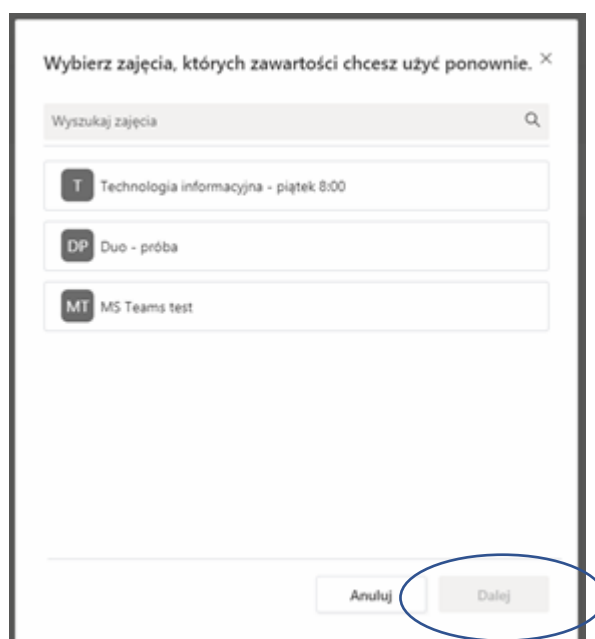 Wybierz zajęcia, których zawartości chcesz użyć ponownie.
Wyszukaj zajęcia
T Technologia informacyjna - piątek 8:00
DP Duo - próba
MT MS Teams test
Anuluj Dalej